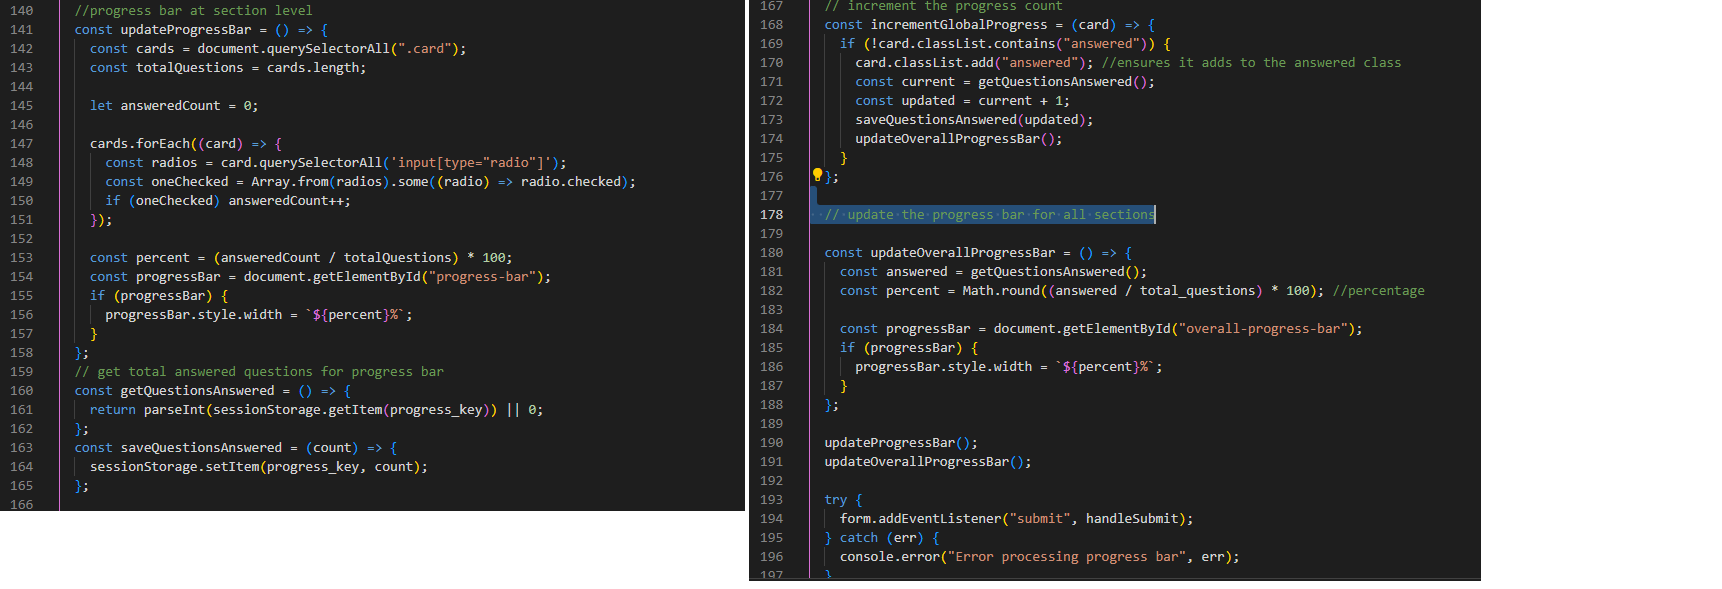 140 //progress bar at section level
141 const updateProgressBar = () => {
142 const cards = document.querySelectorAll(".card");
143 const totalQuestions = cards.length;
144
145 let answeredCount = 0;
146
147 cards.forEach((card) => {
148 const radios = card.querySelectorAll('input[type="radio"]');
149 const oneChecked = Array.from(radios).some((radio) => radio.checked);
150 if (oneChecked) answeredCount++;
151 });
152
153 const percent = (answeredCount / totalQuestions) * 100;
154 const progressBar = document.getElementById("progress-bar");
155 if (progressBar) {
156 progressBar.style.width = `${percent}%`;
157 }
158 };
159 // get total answered questions for progress bar
160 const getQuestionsAnswered = () => {
161 return parseInt(sessionStorage.getItem(progress_key)) || 0;
162 };
163 const saveQuestionsAnswered = (count) => {
164 sessionStorage.setItem(progress_key, count);
165 };
166
167 // increment the progress count
168 const incrementGlobalProgress = (card) => {
169 if (!card.classList.contains("answered")) {
170 card.classList.add("answered"); //ensures it adds to the answered class
171 const current = getQuestionsAnswered();
172 const updated = current + 1;
173 saveQuestionsAnswered(updated);
174 updateOverallProgressBar();
175 }
176 };
177
178 // update the progress bar for all sections
179
180 const updateOverallProgressBar = () => {
181 const answered = getQuestionsAnswered();
182 const percent = Math.round((answered / total_questions) * 100); //percentage
183
184 const progressBar = document.getElementById("overall-progress-bar");
185 if (progressBar) {
186 progressBar.style.width = `${percent}%`;
187 }
188 };
189
190 updateProgressBar();
191 updateOverallProgressBar();
192
193 try {
194 form.addEventListener("submit", handleSubmit);
195 } catch (err) {
196 console.error("Error processing progress bar", err);
197 }